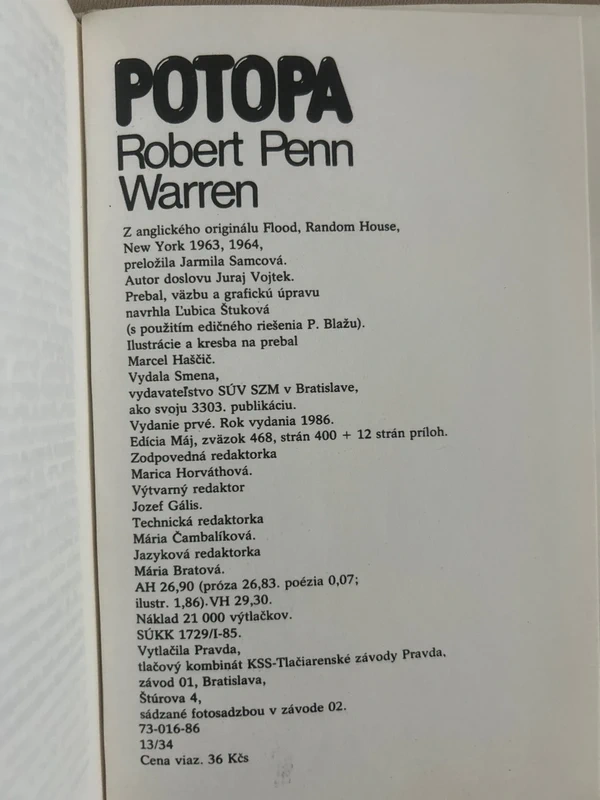 POTOPA
Robert Penn
Warren
Z anglického originálu Flood, Random House,
New York 1963, 1964,
preložila Jarmila Samcová.
Autor doslovu Juraj Vojtek.
Prebal, väzbu a grafickú úpravu
navrhla Ľubica Štuková
(s použitím edičného riešenia P. Blažu).
Ilustrácie a kresba na prebal
Marcel Haščič.
Vydala Smena,
vydavateľstvo SÚV SZM v Bratislave,
ako svoju 3303. publikáciu.
Vydanie prvé. Rok vydania 1986.
Edícia Máj, zväzok 468, strán 400 + 12 strán príloh.
Zodpovedná redaktorka
Marica Horváthová.
Výtvarný redaktor
Jozef Gális.
Technická redaktorka
Mária Čambalíková.
Jazyková redaktorka
Mária Bratová.
AH 26,90 (próza 26,83. poézia 0,07;
ilustr. 1,86). VH 29,30.
Náklad 21 000 výtlačkov.
SÚKK 1729/I-85.
Vytlačila Pravda,
tlačový kombinát KSS-Tlačiarenské závody Pravda,
závod 01, Bratislava,
Štúrova 4,
sádzané fotosadzbou v závode 02.
73-016-86
13/34
Cena viaz. 36 Kčs